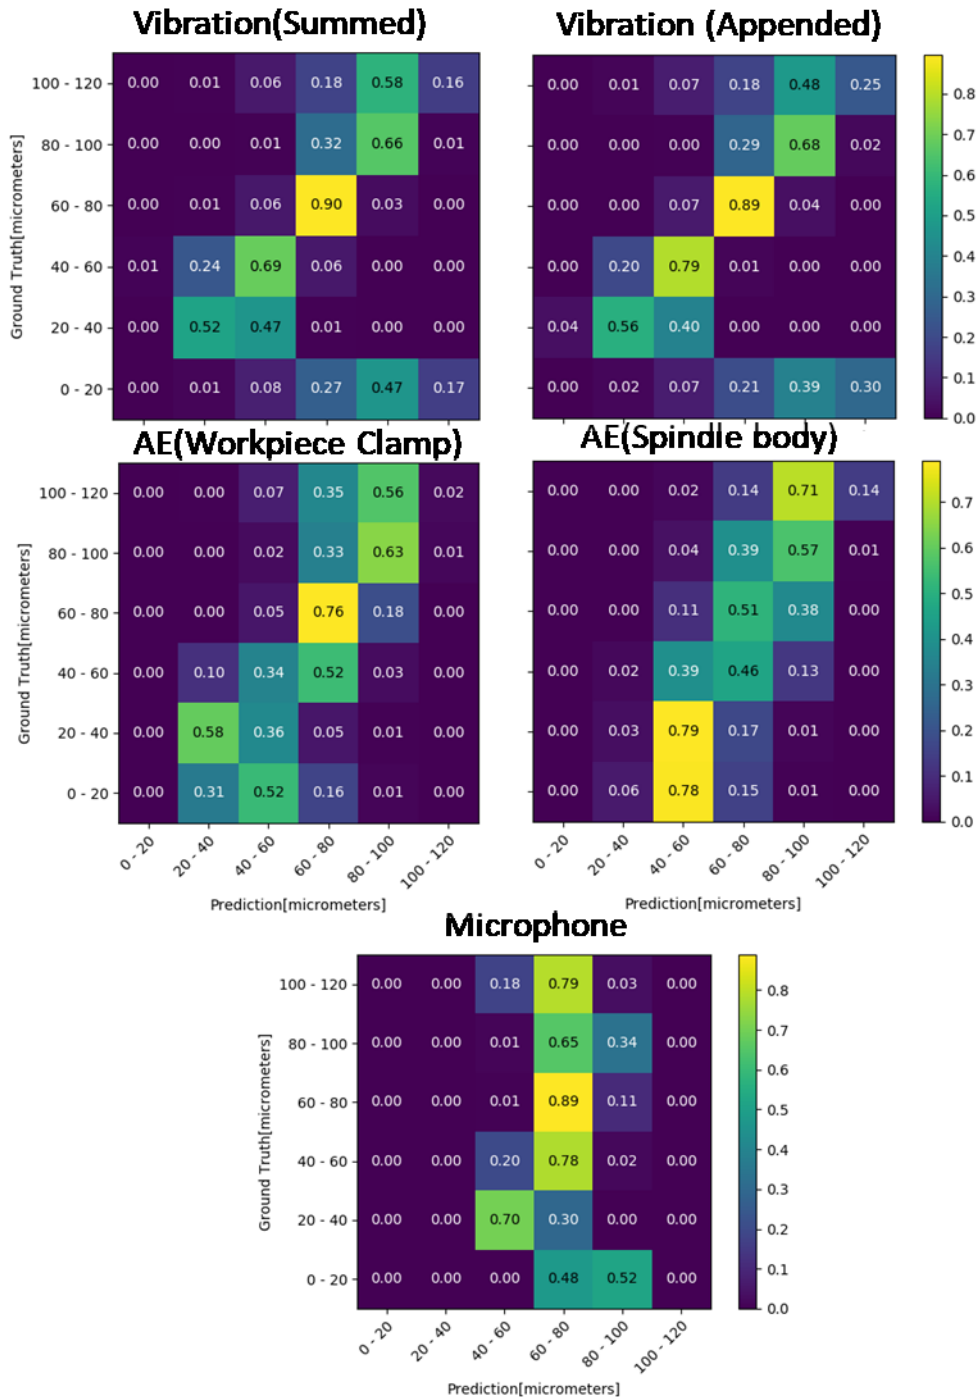 Vibration(Summed)
Vibration (Appended)
Ground Truth[micrometers]
100 - 120 0.00 0.01 0.06 0.18 0.58 0.16
80 - 100 0.00 0.00 0.01 0.32 0.66 0.01
60 - 80 0.00 0.01 0.06 0.90 0.03 0.00
40 - 60 0.01 0.24 0.69 0.06 0.00 0.00
20 - 40 0.00 0.52 0.47 0.01 0.00 0.00
0 - 20 0.00 0.01 0.08 0.27 0.47 0.17
0.00 0.01 0.07 0.18 0.48 0.25
0.00 0.00 0.00 0.29 0.68 0.02
0.00 0.00 0.07 0.89 0.04 0.00
0.00 0.20 0.79 0.01 0.00 0.00
0.04 0.56 0.40 0.00 0.00 0.00
0.00 0.02 0.07 0.21 0.39 0.30
0.8
0.7
0.6
0.5
0.4
0.3
0.2
0.1
0.0
AE(Workpiece Clamp)
AE(Spindle body)
Ground Truth[micrometers]
100 - 120 0.00 0.00 0.07 0.35 0.56 0.02
80 - 100 0.00 0.00 0.02 0.33 0.63 0.01
60 - 80 0.00 0.00 0.05 0.76 0.18 0.00
40 - 60 0.00 0.10 0.34 0.52 0.03 0.00
20 - 40 0.00 0.58 0.36 0.05 0.01 0.00
0 - 20 0.00 0.31 0.52 0.16 0.01 0.00
0 - 20 20 - 40 40 - 60 60 - 80 80 - 100 100 - 120
Prediction[micrometers]
0.00 0.00 0.02 0.14 0.71 0.14
0.00 0.00 0.04 0.39 0.57 0.01
0.00 0.00 0.11 0.51 0.38 0.00
0.00 0.02 0.39 0.46 0.13 0.00
0.00 0.03 0.79 0.17 0.01 0.00
0.00 0.06 0.78 0.15 0.01 0.00
0 - 20 20 - 40 40 - 60 60 - 80 80 - 100 100 - 120
Prediction[micrometers]
0.7
0.6
0.5
0.4
0.3
0.2
0.1
0.0
Microphone
Ground Truth[micrometers]
100 - 120 0.00 0.00 0.18 0.79 0.03 0.00
80 - 100 0.00 0.00 0.01 0.65 0.34 0.00
60 - 80 0.00 0.00 0.01 0.89 0.11 0.00
40 - 60 0.00 0.00 0.20 0.78 0.02 0.00
20 - 40 0.00 0.00 0.70 0.30 0.00 0.00
0 - 20 0.00 0.00 0.00 0.48 0.52 0.00
0 - 20 20 - 40 40 - 60 60 - 80 80 - 100 100 - 120
Prediction[micrometers]
0.8
0.7
0.6
0.5
0.4
0.3
0.2
0.1
0.0